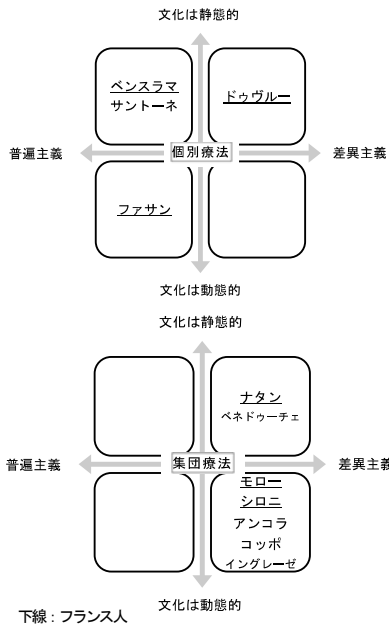 文化は静態的
ベンスラマ
サントーネ
ドゥヴルー
普遍主義
個別療法
差異主義
ファサン
文化は動態的
文化は静態的
ナタン
ベネドゥーチェ
普遍主義
集団療法
差異主義
モロー
シロニ
アンコラ
コッポ
イングレーゼ
文化は動態的
下線：フランス人